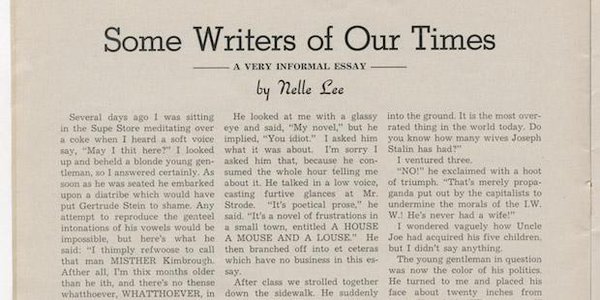 Some Writers of Our Times
A VERY INFORMAL ESSAY
by Nelle Lee
Several days ago I was sitting
in the Supe Store meditating over
a coke when I heard a soft voice
say, "May I thit here?" I looked
up and beheld a blonde young gen-
tleman, so I answered certainly. As
soon as he was seated he embarked
upon a diatribe which would have
put Gertrude Stein to shame. Any
attempt to reproduce the genteel
intonations of his vowels would be
impossible, but here's what he
said: "I thimply refwoose to call
that man MISTHER Kimbrough.
Afther all, I'm thix months older
than he ith, and there's no thense
whatthoever, WHATTHOEVER, in
He looked at me with a glassy
eye and said, "My novel," but he
implied, "You idiot." I asked him
what it was about. I'm sorry I
asked him that, because he con-
sumed the whole hour telling me
about it. He talked in a low voice,
casting furtive glances at Mr.
Strode. "It's poetical prose," he
said. "It's a novel of frustrations in
a small town, entitled A HOUSE
A MOUSE AND A LOUSE." He
then branched off into et ceteras
which have no business in this es-
say.
After class we strolled together
down the sidewalk. He suddenly
into the ground. It is the most over-
rated thing in the world today. Do
you know how many wives Joseph
Stalin has had?"
I ventured three.
"NO!" he exclaimed with a hoot
of triumph. "That's merely propa-
ganda put out by the capitalists to
undermine the morals of the I.W.
W.! He's never had a wife!"
I wondered vaguely how Uncle
Joe had acquired his five children,
but I didn't say anything.
The young gentleman in question
was now the color of his politics.
He turned to me and placed his
face about twenty inches from